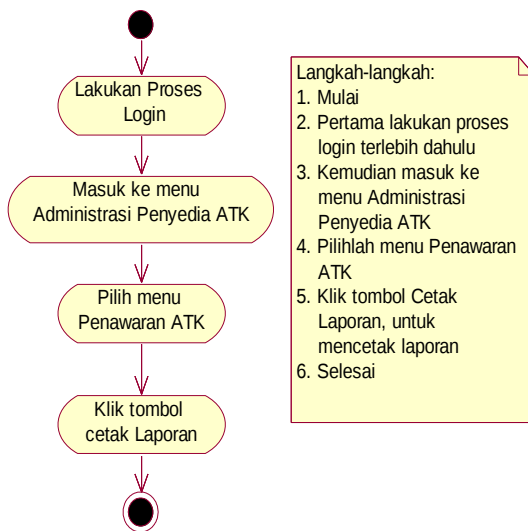 Lakukan Proses
Login
Masuk ke menu
Administrasi Penyedia ATK
Pilih menu
Penawaran ATK
Klik tombol
cetak Laporan
Langkah-langkah:
1. Mulai
2. Pertama lakukan proses
login terlebih dahulu
3. Kemudian masuk ke
menu Administrasi
Penyedia ATK
4. Pilihlah menu Penawaran
ATK
5. Klik tombol Cetak
Laporan, untuk
mencetak laporan
6. Selesai